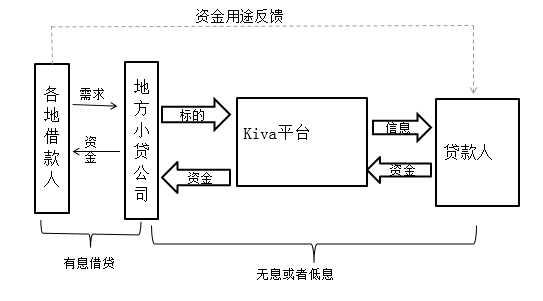 资金用途反馈
各地借款人
需求
资金
地方小贷公司
标的
资金
Kiva平台
信息
资金
贷款人
有息借贷
无息或者低息